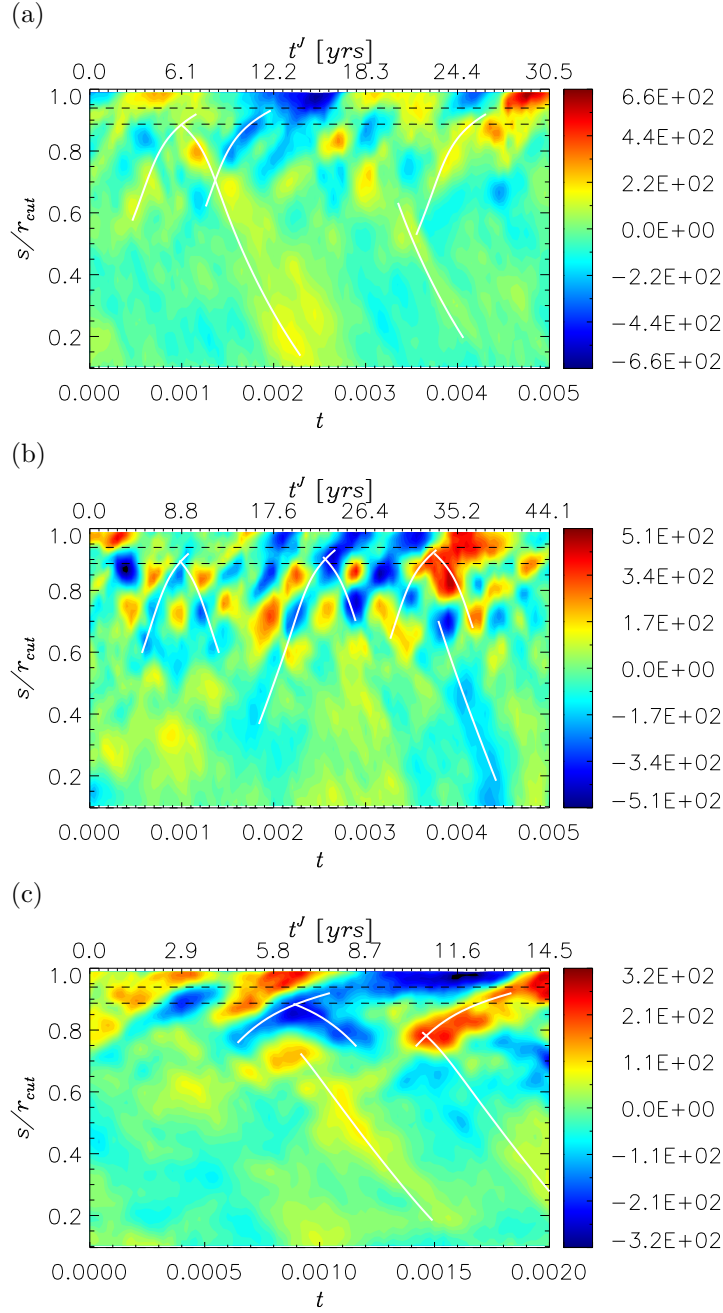 (a)
t^J [yrs]
0.0 6.1 12.2 18.3 24.4 30.5
1.0
0.8
0.6
0.4
0.2
s/r_cut
0.000 0.001 0.002 0.003 0.004 0.005
t
6.6E+02
4.4E+02
2.2E+02
0.0E+00
−2.2E+02
−4.4E+02
−6.6E+02
(b)
t^J [yrs]
0.0 8.8 17.6 26.4 35.2 44.1
1.0
0.8
0.6
0.4
0.2
s/r_cut
0.000 0.001 0.002 0.003 0.004 0.005
t
5.1E+02
3.4E+02
1.7E+02
0.0E+00
−1.7E+02
−3.4E+02
−5.1E+02
(c)
t^J [yrs]
0.0 2.9 5.8 8.7 11.6 14.5
1.0
0.8
0.6
0.4
0.2
s/r_cut
0.0000 0.0005 0.0010 0.0015 0.0020
t
3.2E+02
2.1E+02
1.1E+02
0.0E+00
−1.1E+02
−2.1E+02
−3.2E+02